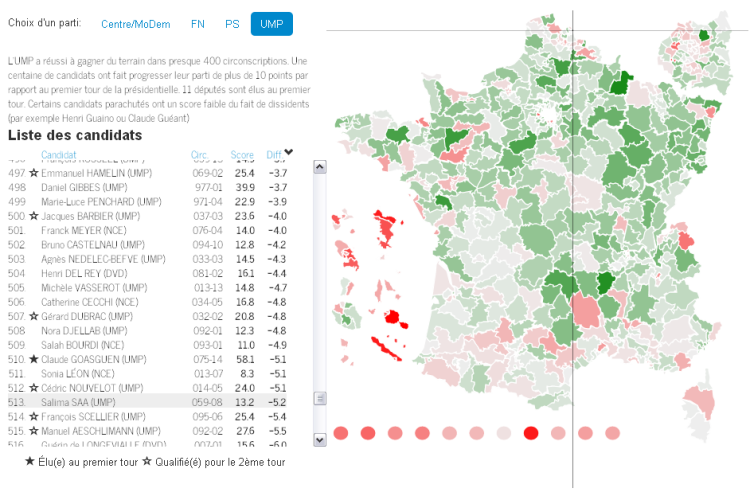 Choix d'un parti: Centre/MoDem FN PS UMP
L'UMP a réussi à gagner du terrain dans presque 400 circonscriptions. Une
centaine de candidats ont fait progresser leur parti de plus de 10 points par
rapport au premier tour de la présidentielle. 11 députés sont élus au premier
tour. Certains candidats parachutés ont un score faible du fait de dissidents
(par exemple Henri Guaino ou Claude Guéant)
Liste des candidats
Candidat Circ. Score Diff
497 ☆ Emmanuel HAMELIN (UMP) 069-02 25.4 -3.7
498 Daniel GIBBES (UMP) 977-01 39.9 -3.7
499 Marie-Luce PENCHARD (UMP) 971-04 22.9 -3.9
500 ☆ Jacques BARBIER (UMP) 037-03 23.6 -4.0
501. Franck MEYER (NCE) 076-04 14.0 -4.0
502 Bruno CASTELNAU (UMP) 094-10 12.8 -4.2
503 Agnès NEDELEC-BEFVE (UMP) 033-03 14.5 -4.3
504 Henri DEL REY (DVD) 081-02 16.1 -4.4
505 Michèle VASSEROT (UMP) 013-13 14.8 -4.7
506 Catherine CECCHI (NCE) 034-05 16.8 -4.8
507. ☆ Gérard DUBRAC (UMP) 032-02 20.8 -4.8
508 Nora DJELLAB (UMP) 092-01 12.3 -4.8
509 Salah BOURDI (NCE) 093-01 11.0 -4.9
510. ★ Claude GOASGUEN (UMP) 075-14 58.1 -5.1
511. Sonia LÉON (NCE) 013-07 8.3 -5.1
512. ☆ Cédric NOUVELOT (UMP) 014-05 24.0 -5.1
513. Salima SAA (UMP) 059-08 13.2 -5.2
514. ☆ François SCELLIER (UMP) 095-06 25.4 -5.4
515. ☆ Manuel AESCHLIMANN (UMP) 092-02 27.6 -5.5
516 Guérin de LONGEVIALLE (DVD) 007-01 15.6 -6.0
★ Élu(e) au premier tour ☆ Qualifié(é) pour le 2ème tour